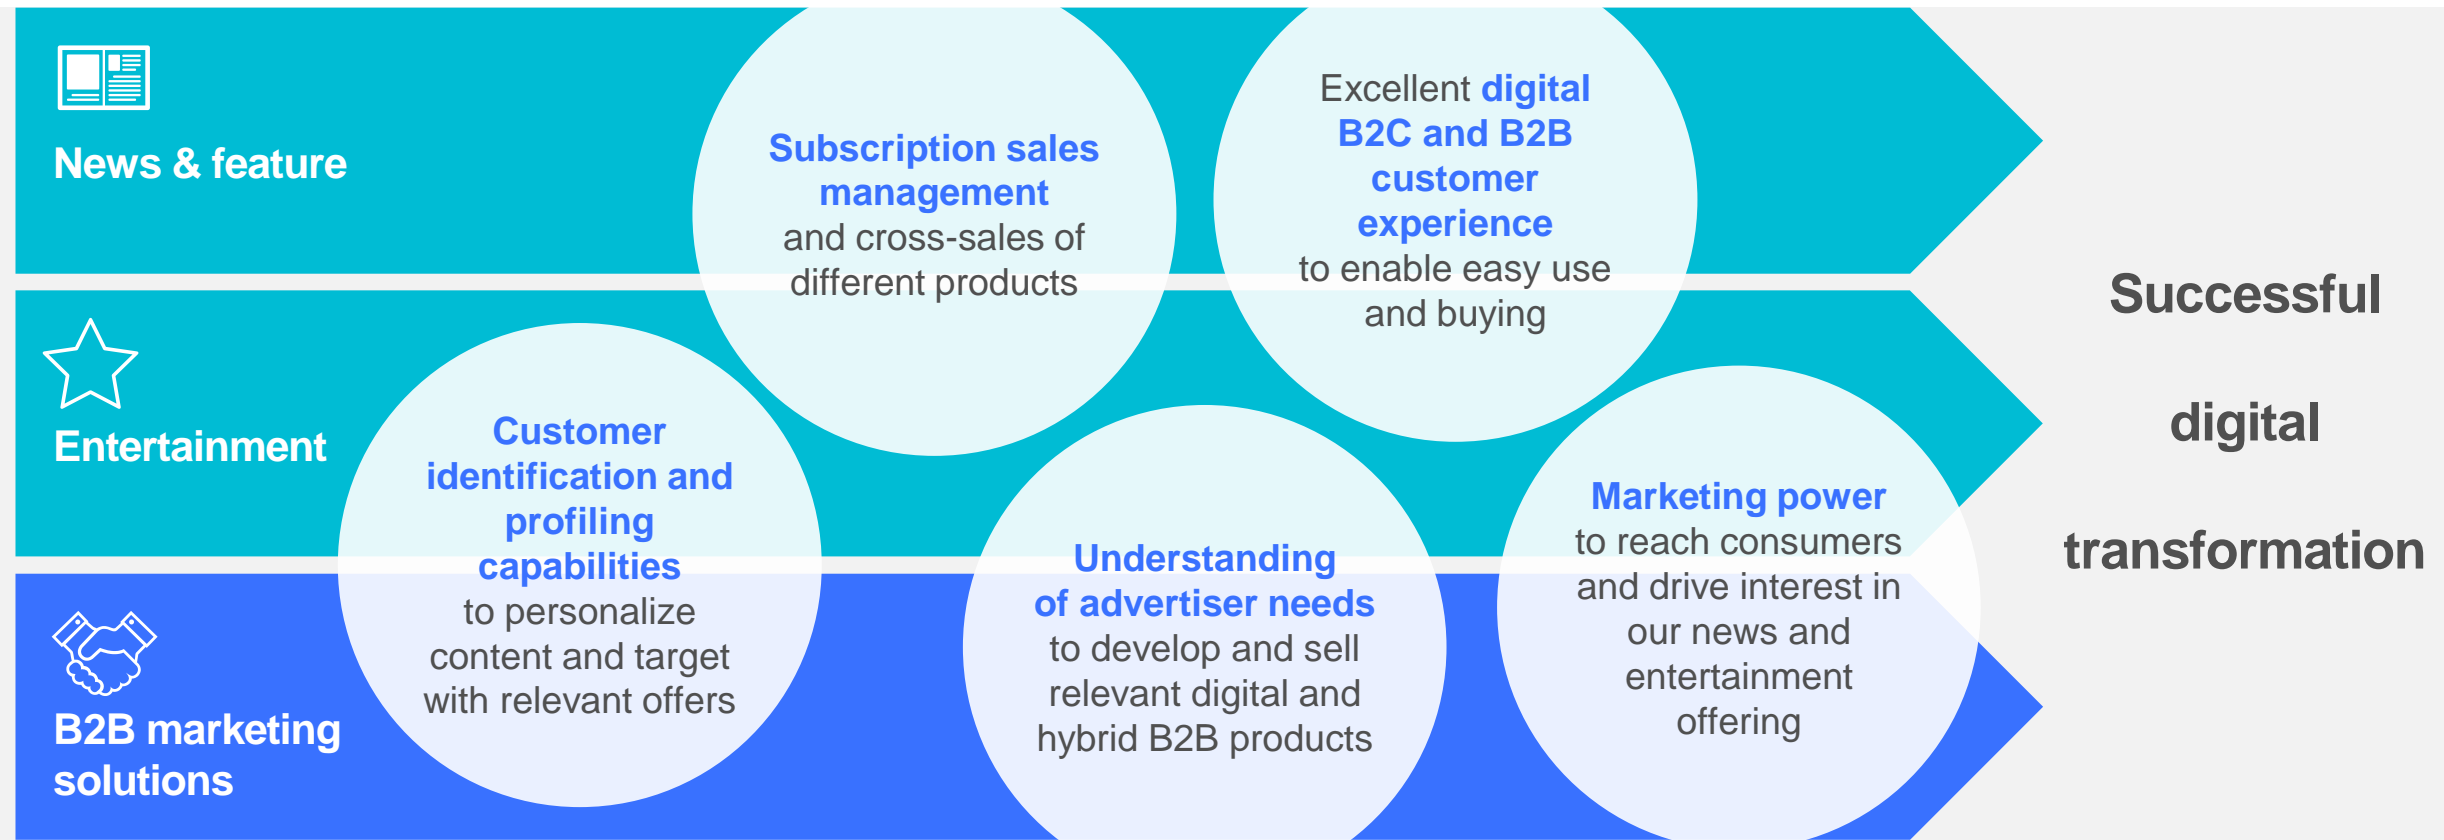 News & feature
Entertainment
B2B marketing
solutions
Subscription sales
management
and cross-sales of
different products
Excellent digital
B2C and B2B
customer
experience
to enable easy use
and buying
Customer
identification and
profiling
capabilities
to personalize
content and target
with relevant offers
Understanding
of advertiser needs
to develop and sell
relevant digital and
hybrid B2B products
Marketing power
to reach consumers
and drive interest in
our news and
entertainment
offering
Successful
digital
transformation